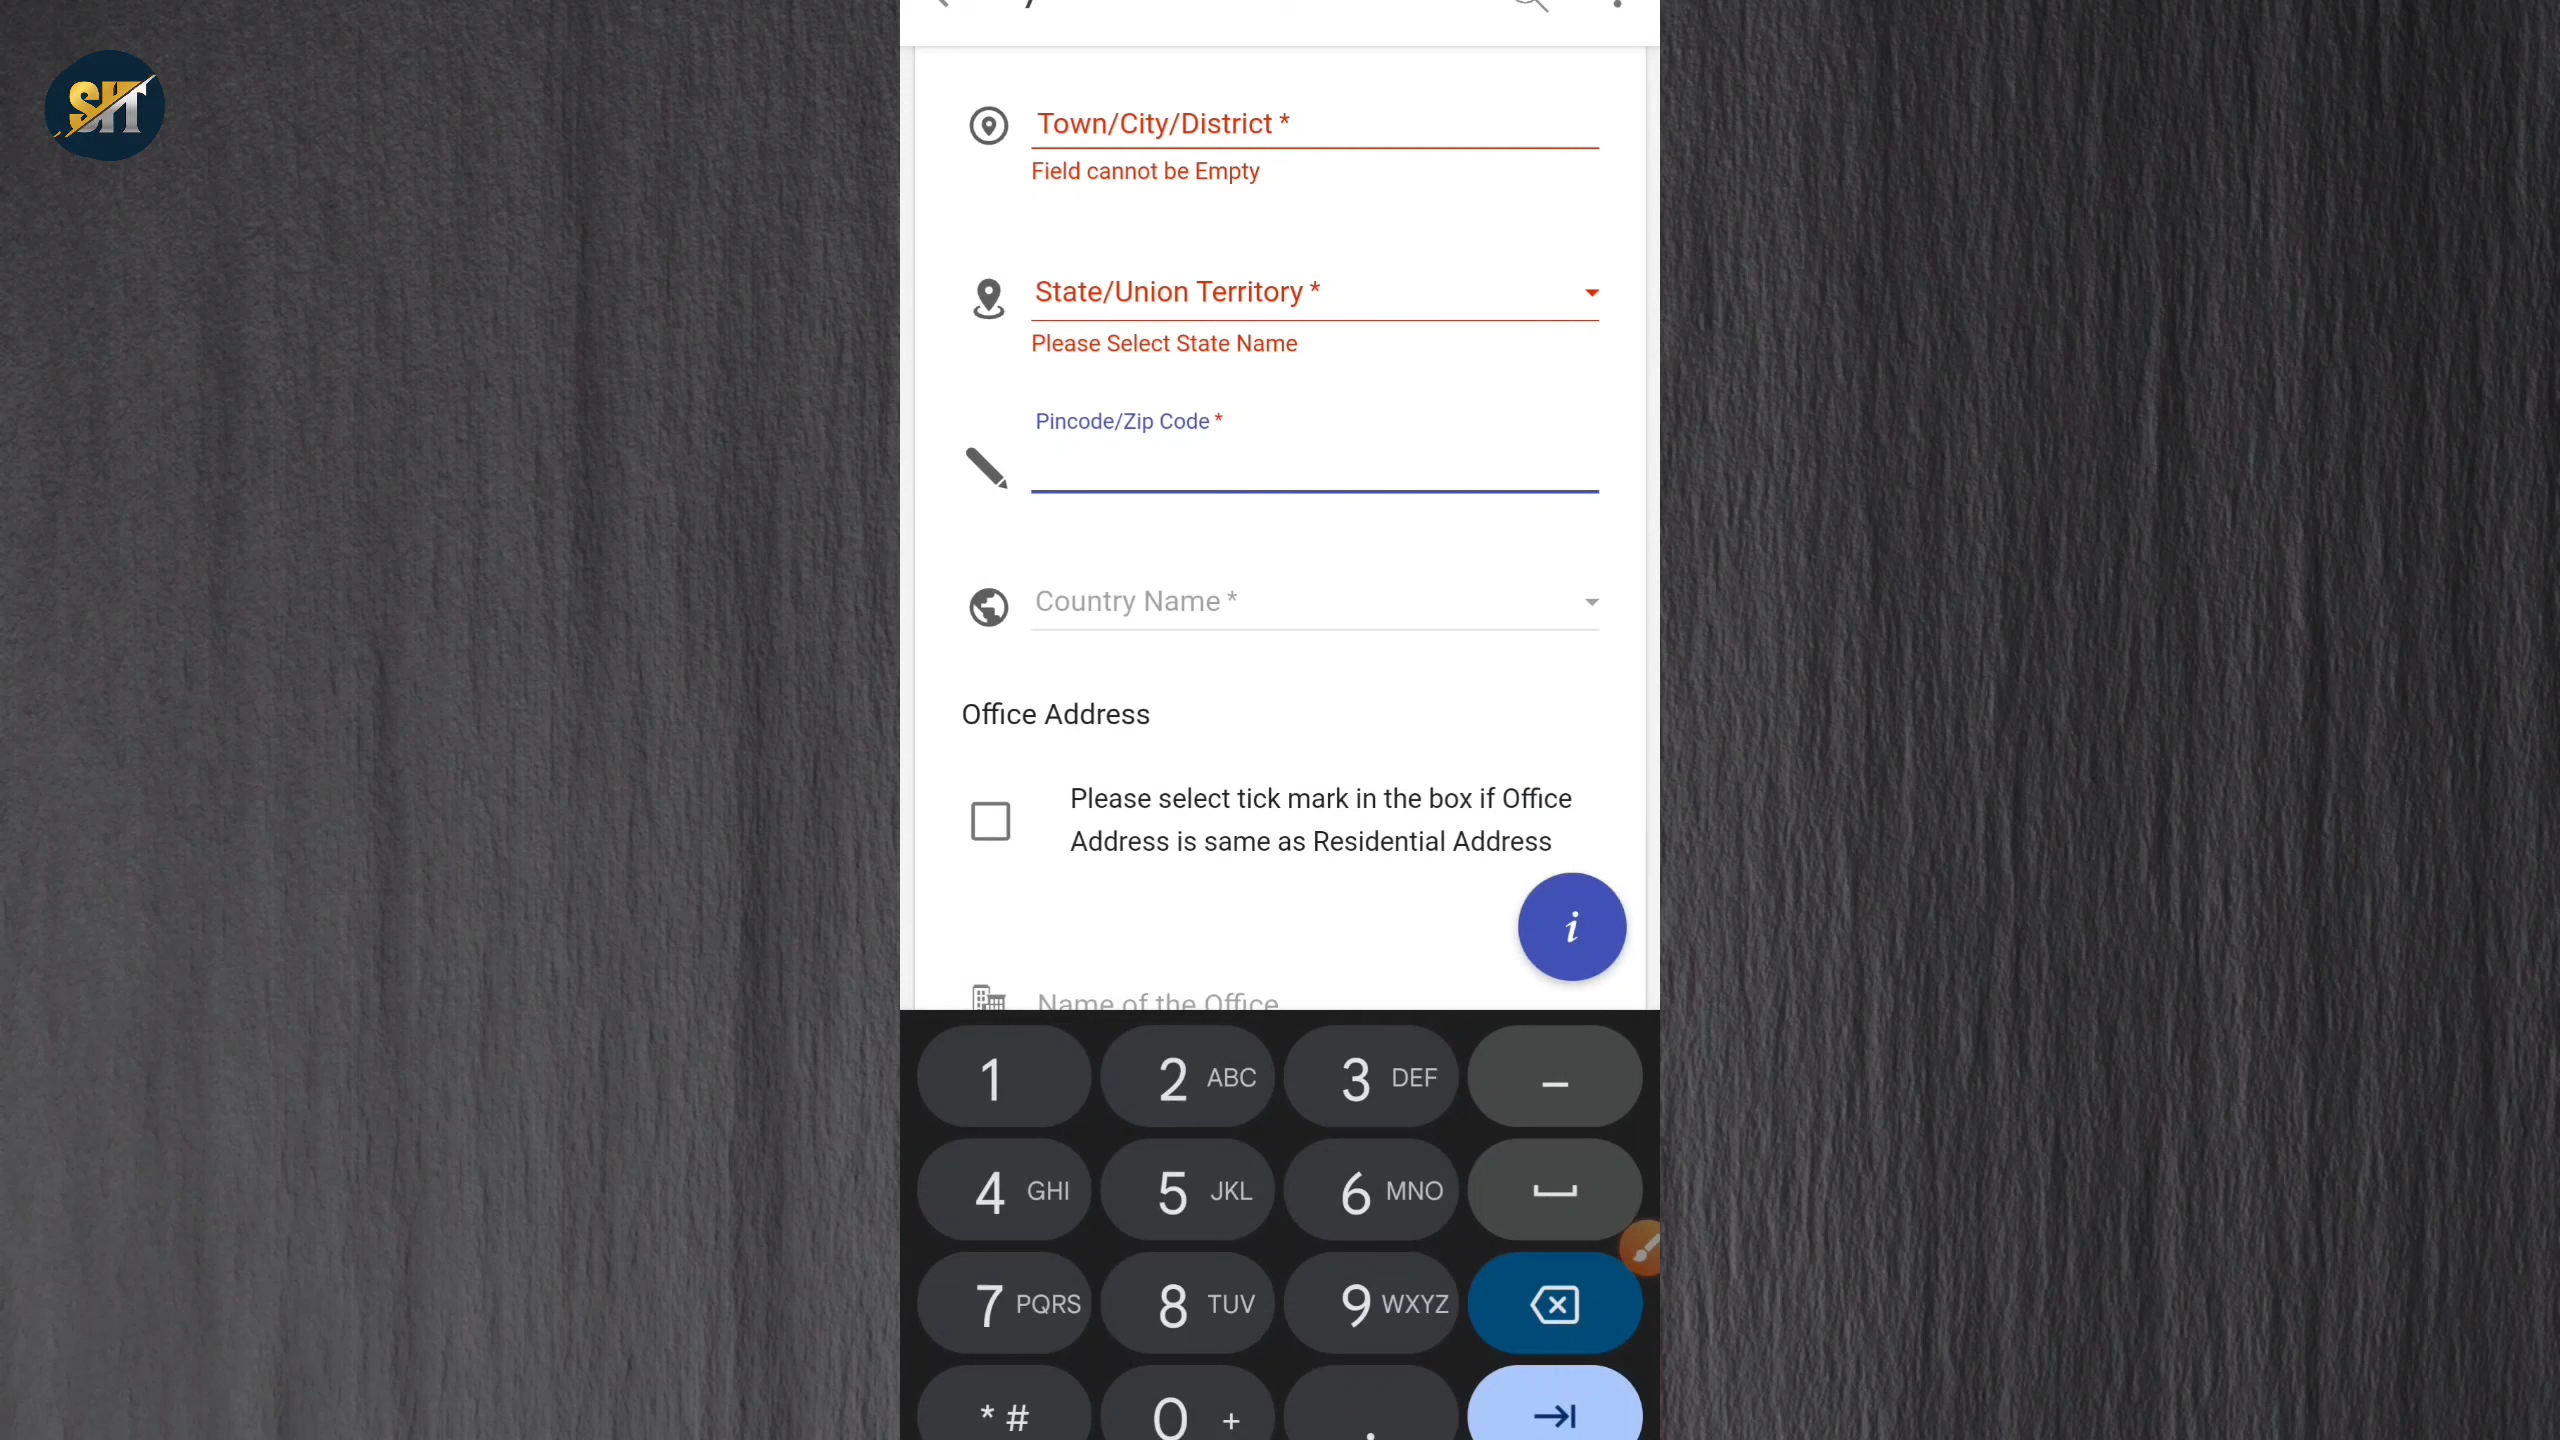 SHT
Town/City/District *
Field cannot be Empty
State/Union Territory *
Please Select State Name
Pincode/Zip Code *
Country Name *
Office Address
Please select tick mark in the box if Office
Address is same as Residential Address
i
Name of the Office
1 2 ABC 3 DEF –
4 GHI 5 JKL 6 MNO
7 PQRS 8 TUV 9 WXYZ
* # 0 + .